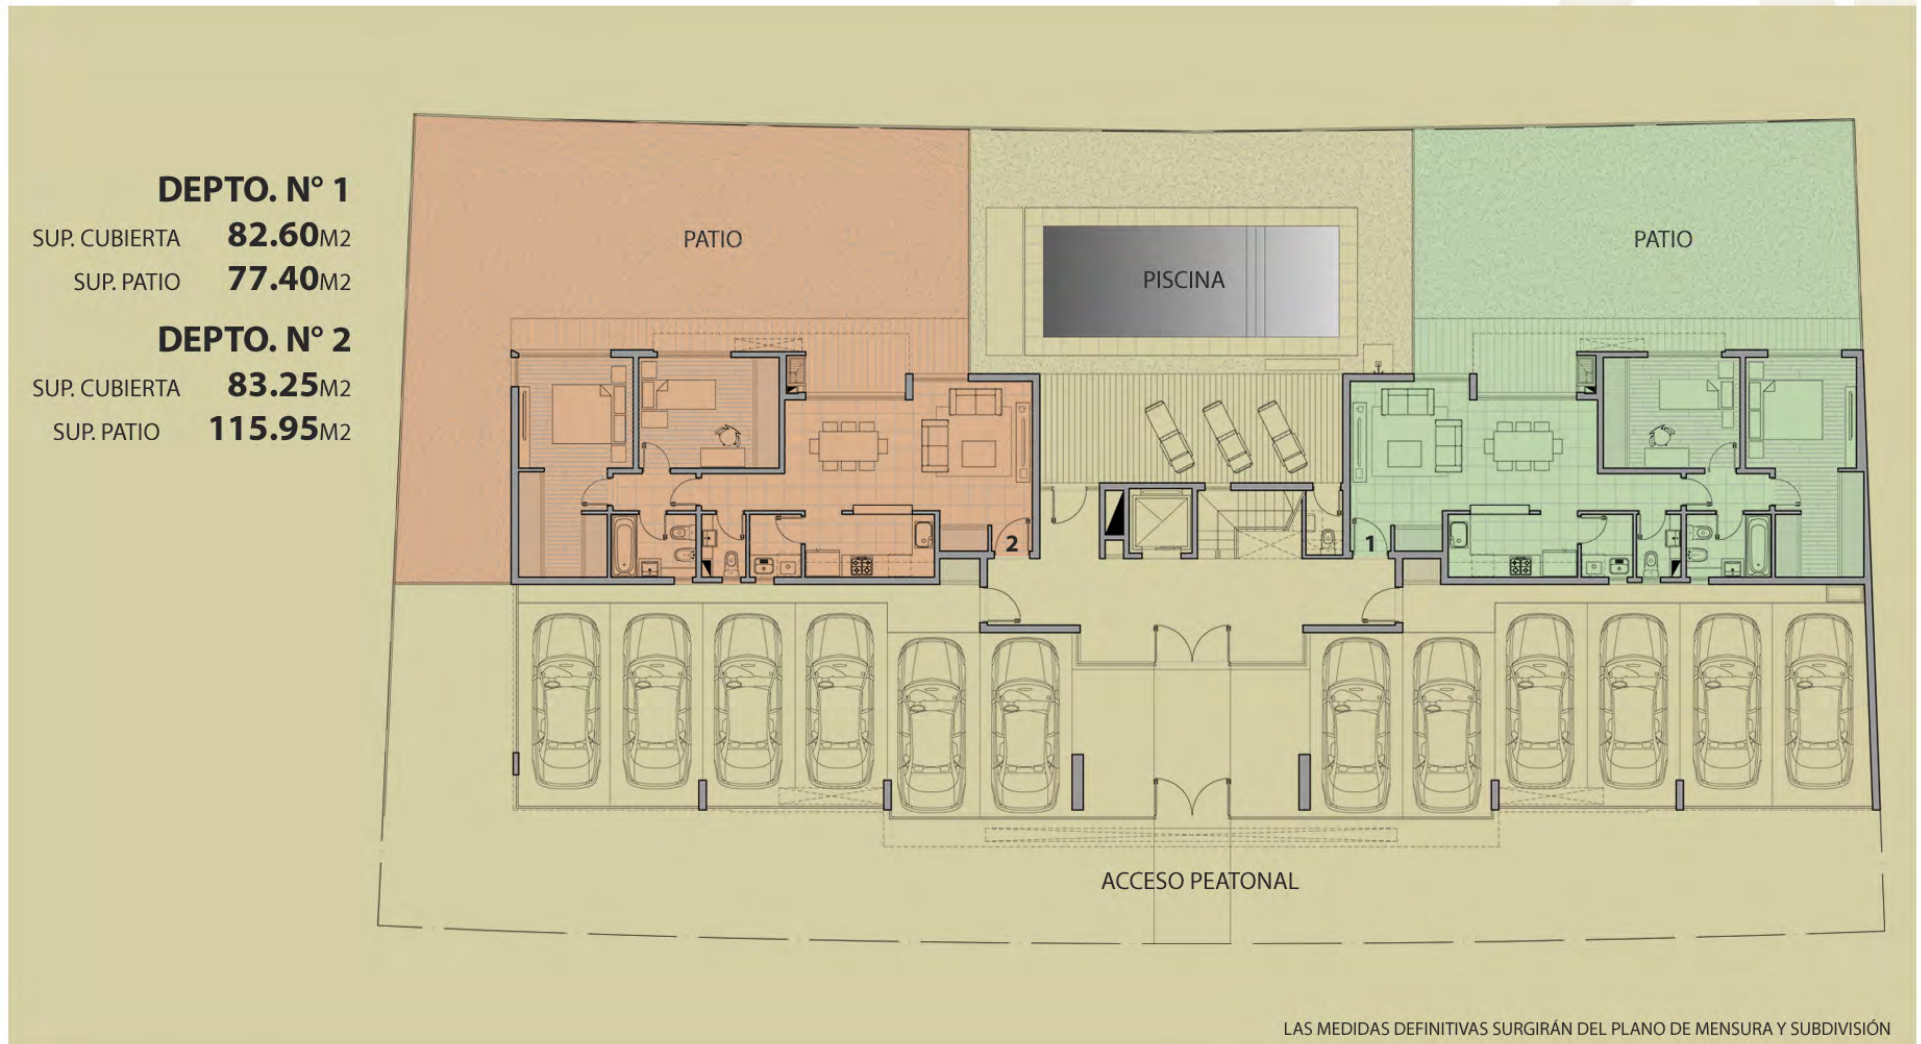 DEPTO. N° 1
SUP. CUBIERTA 82.60M2
SUP. PATIO 77.40M2
DEPTO. N° 2
SUP. CUBIERTA 83.25M2
SUP. PATIO 115.95M2
PATIO
PISCINA
PATIO
2
1
ACCESO PEATONAL
LAS MEDIDAS DEFINITIVAS SURGIRÁN DEL PLANO DE MENSURA Y SUBDIVISIÓN